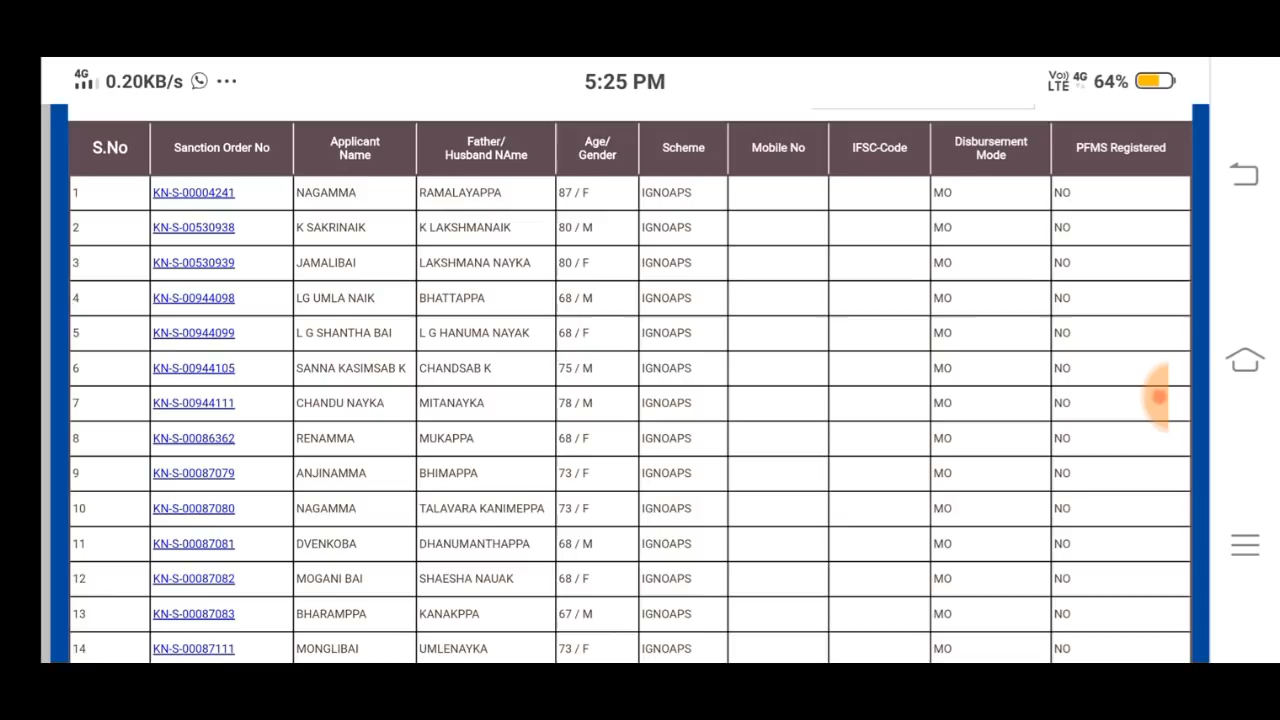 4G 0.20KB/s ... 5:25 PM Vo)) LTE 4G 64%
S.No Sanction Order No Applicant Name Father/ Husband NAme Age/ Gender Scheme Mobile No IFSC-Code Disbursement Mode PFMS Registered
1 KN-S-00004241 NAGAMMA RAMALAYAPPA 87 / F IGNOAPS MO NO
2 KN-S-00530938 K SAKRINAIK K LAKSHMANAIK 80 / M IGNOAPS MO NO
3 KN-S-00530939 JAMALIBAI LAKSHMANA NAYKA 80 / F IGNOAPS MO NO
4 KN-S-00944098 LG UMLA NAIK BHATTAPPA 68 / M IGNOAPS MO NO
5 KN-S-00944099 L G SHANTHA BAI L G HANUMA NAYAK 68 / F IGNOAPS MO NO
6 KN-S-00944105 SANNA KASIMSAB K CHANDSAB K 75 / M IGNOAPS MO NO
7 KN-S-00944111 CHANDU NAYKA MITANAYKA 78 / M IGNOAPS MO NO
8 KN-S-00086362 RENAMMA MUKAPPA 68 / F IGNOAPS MO NO
9 KN-S-00087079 ANJINAMMA BHIMAPPA 73 / F IGNOAPS MO NO
10 KN-S-00087080 NAGAMMA TALAVARA KANIMEPPA 73 / F IGNOAPS MO NO
11 KN-S-00087081 DVENKOBA DHANUMANTHAPPA 68 / M IGNOAPS MO NO
12 KN-S-00087082 MOGANI BAI SHAESHA NAUAK 68 / F IGNOAPS MO NO
13 KN-S-00087083 BHARAMPPA KANAKPPA 67 / M IGNOAPS MO NO
14 KN-S-00087111 MONGLIBAI UMLENAYKA 73 / F IGNOAPS MO NO